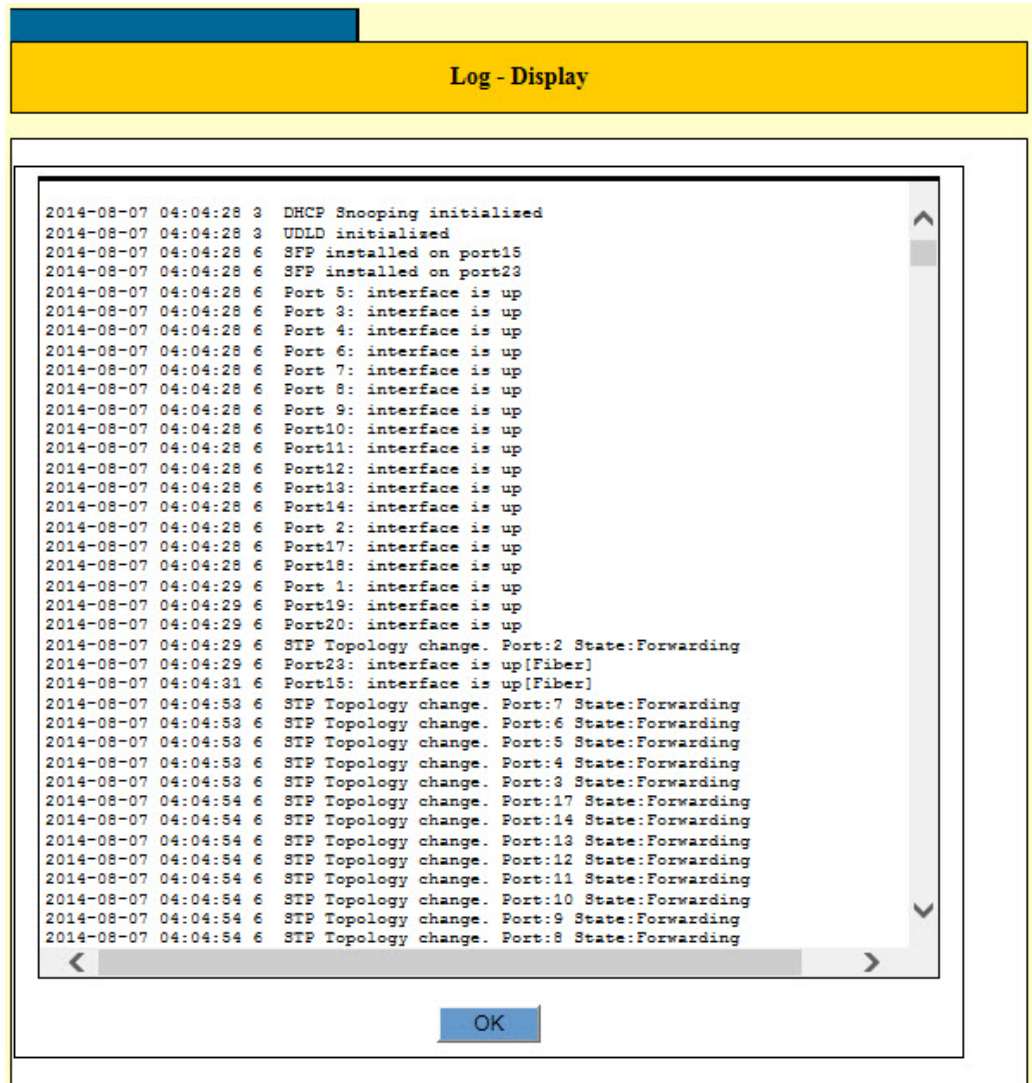 Log - Display
2014-08-07 04:04:28 3  DHCP Snooping initialized
2014-08-07 04:04:28 3  UDLD initialized
2014-08-07 04:04:28 6  SFP installed on port15
2014-08-07 04:04:28 6  SFP installed on port23
2014-08-07 04:04:28 6  Port 5: interface is up
2014-08-07 04:04:28 6  Port 3: interface is up
2014-08-07 04:04:28 6  Port 4: interface is up
2014-08-07 04:04:28 6  Port 6: interface is up
2014-08-07 04:04:28 6  Port 7: interface is up
2014-08-07 04:04:28 6  Port 8: interface is up
2014-08-07 04:04:28 6  Port 9: interface is up
2014-08-07 04:04:28 6  Port10: interface is up
2014-08-07 04:04:28 6  Port11: interface is up
2014-08-07 04:04:28 6  Port12: interface is up
2014-08-07 04:04:28 6  Port13: interface is up
2014-08-07 04:04:28 6  Port14: interface is up
2014-08-07 04:04:28 6  Port 2: interface is up
2014-08-07 04:04:28 6  Port17: interface is up
2014-08-07 04:04:28 6  Port18: interface is up
2014-08-07 04:04:29 6  Port 1: interface is up
2014-08-07 04:04:29 6  Port19: interface is up
2014-08-07 04:04:29 6  Port20: interface is up
2014-08-07 04:04:29 6  STP Topology change. Port:2 State:Forwarding
2014-08-07 04:04:29 6  Port23: interface is up[Fiber]
2014-08-07 04:04:31 6  Port15: interface is up[Fiber]
2014-08-07 04:04:53 6  STP Topology change. Port:7 State:Forwarding
2014-08-07 04:04:53 6  STP Topology change. Port:6 State:Forwarding
2014-08-07 04:04:53 6  STP Topology change. Port:5 State:Forwarding
2014-08-07 04:04:53 6  STP Topology change. Port:4 State:Forwarding
2014-08-07 04:04:53 6  STP Topology change. Port:3 State:Forwarding
2014-08-07 04:04:54 6  STP Topology change. Port:17 State:Forwarding
2014-08-07 04:04:54 6  STP Topology change. Port:14 State:Forwarding
2014-08-07 04:04:54 6  STP Topology change. Port:13 State:Forwarding
2014-08-07 04:04:54 6  STP Topology change. Port:12 State:Forwarding
2014-08-07 04:04:54 6  STP Topology change. Port:11 State:Forwarding
2014-08-07 04:04:54 6  STP Topology change. Port:10 State:Forwarding
2014-08-07 04:04:54 6  STP Topology change. Port:9 State:Forwarding
2014-08-07 04:04:54 6  STP Topology change. Port:8 State:Forwarding
OK